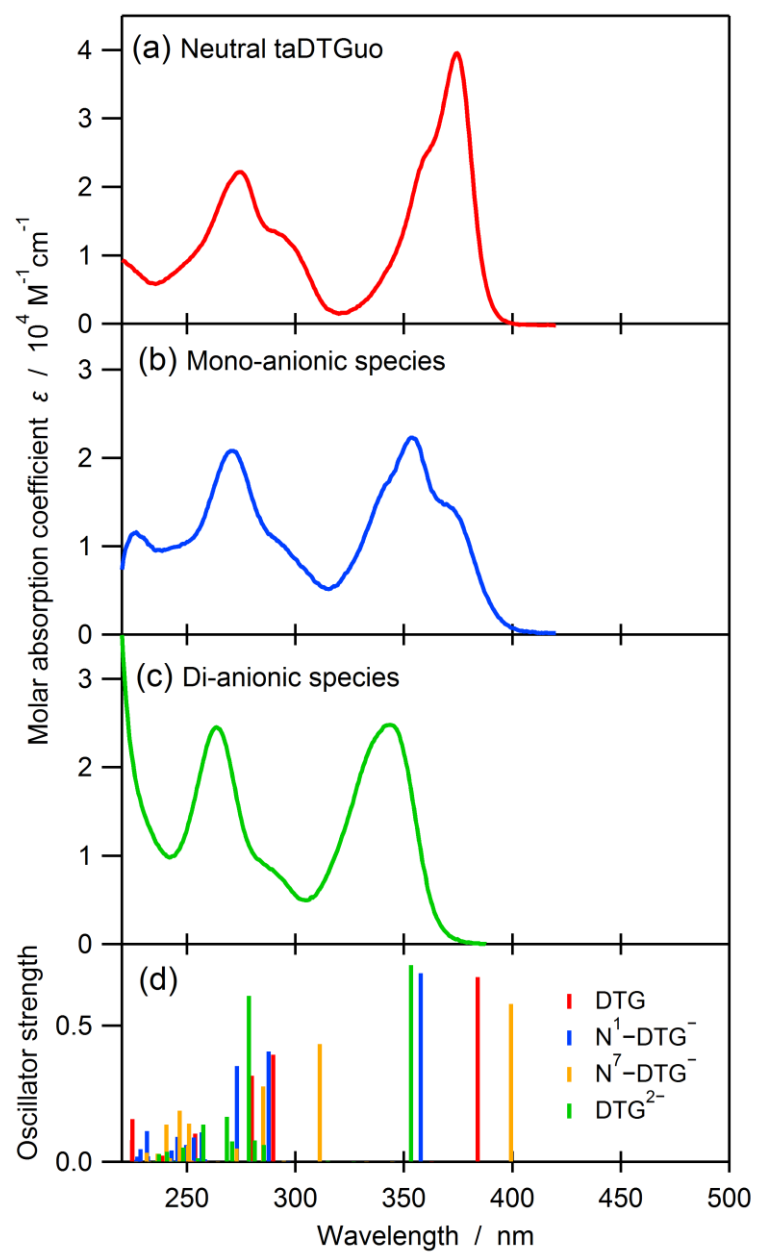 (a) Neutral taDTGuo
4
3
2
1
0
(b) Mono-anionic species
3
2
1
0
(c) Di-anionic species
3
2
1
0
Molar absorption coefficient ε / 10⁴ M⁻¹cm⁻¹
(d)
0.5
0.0
Oscillator strength
DTG
N¹−DTG⁻
N⁷−DTG⁻
DTG²⁻
250 300 350 400 450 500
Wavelength / nm